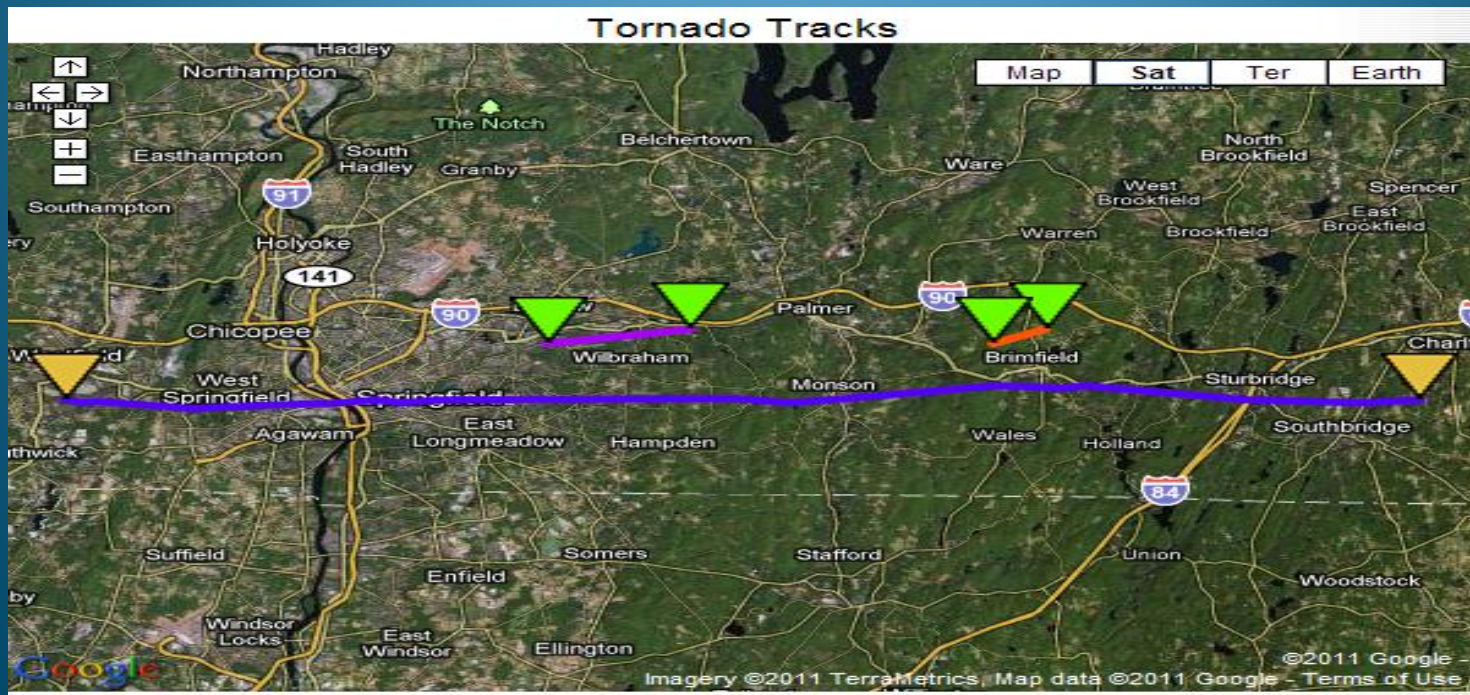 Tornado Tracks
Hadley
Northampton
Map Sat Ter Earth
The Notch
Belchertown
Easthampton
South Hadley
Granby
Ware
North Brookfield
West Brookfield
Spencer
Southampton
91
East Brookfield
Brookfield
Warren
Holyoke
141
90
90
Palmer
Chicopee
Wilbraham
Brimfield
West Springfield
Springfield
Monson
Sturbridge
Agawam
East Longmeadow
Hampden
Wales
Holland
Southbridge
84
Suffield
Somers
Stafford
Union
Enfield
Woodstock
Windsor Locks
East Windsor
Ellington
Google
©2011 Google -
Imagery ©2011 TerraMetrics, Map data ©2011 Google - Terms of Use